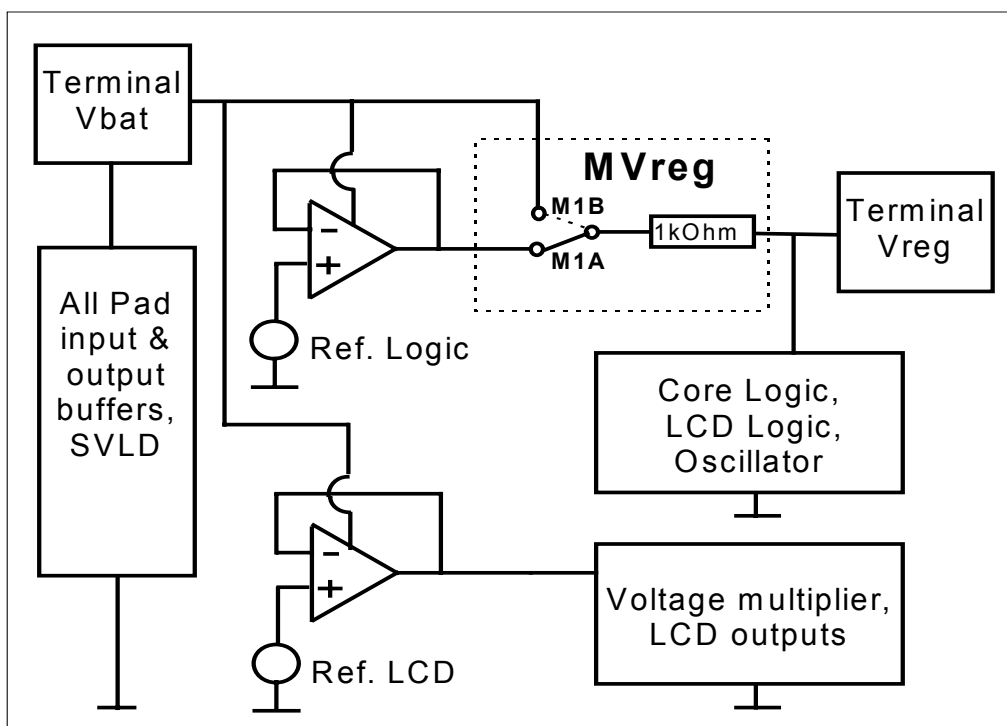 Terminal
Vbat
MVreg
M1B
M1A
1kOhm
Terminal
Vreg
All Pad
input &
output
buffers,
SVLD
-
+
Ref. Logic
Core Logic,
LCD Logic,
Oscillator
-
+
Ref. LCD
Voltage multiplier,
LCD outputs